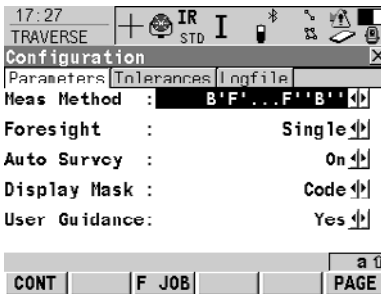 17:27
TRAVERSE
IR
STD
I
Configuration
Parameters Tolerances Logfile
Meas Method : B'F'...F''B''
Foresight : Single
Auto Survey : On
Display Mask : Code
User Guidance: Yes
a
CONT F JOB PAGE